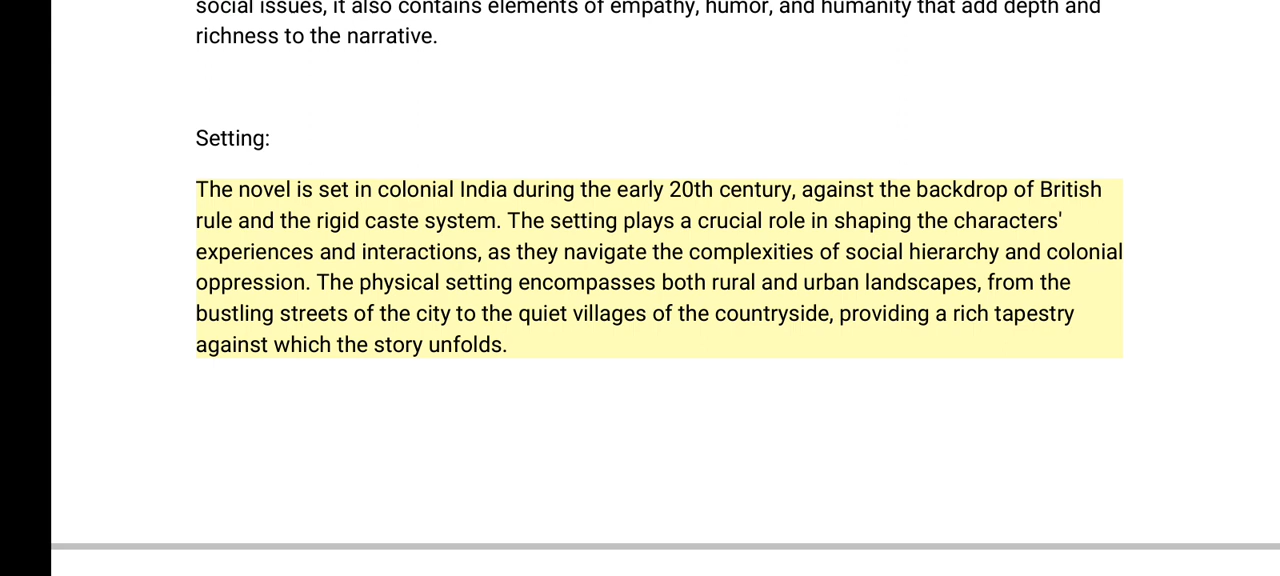 social issues, it also contains elements of empathy, humor, and humanity that add depth and
richness to the narrative.
Setting:
The novel is set in colonial India during the early 20th century, against the backdrop of British
rule and the rigid caste system. The setting plays a crucial role in shaping the characters'
experiences and interactions, as they navigate the complexities of social hierarchy and colonial
oppression. The physical setting encompasses both rural and urban landscapes, from the
bustling streets of the city to the quiet villages of the countryside, providing a rich tapestry
against which the story unfolds.